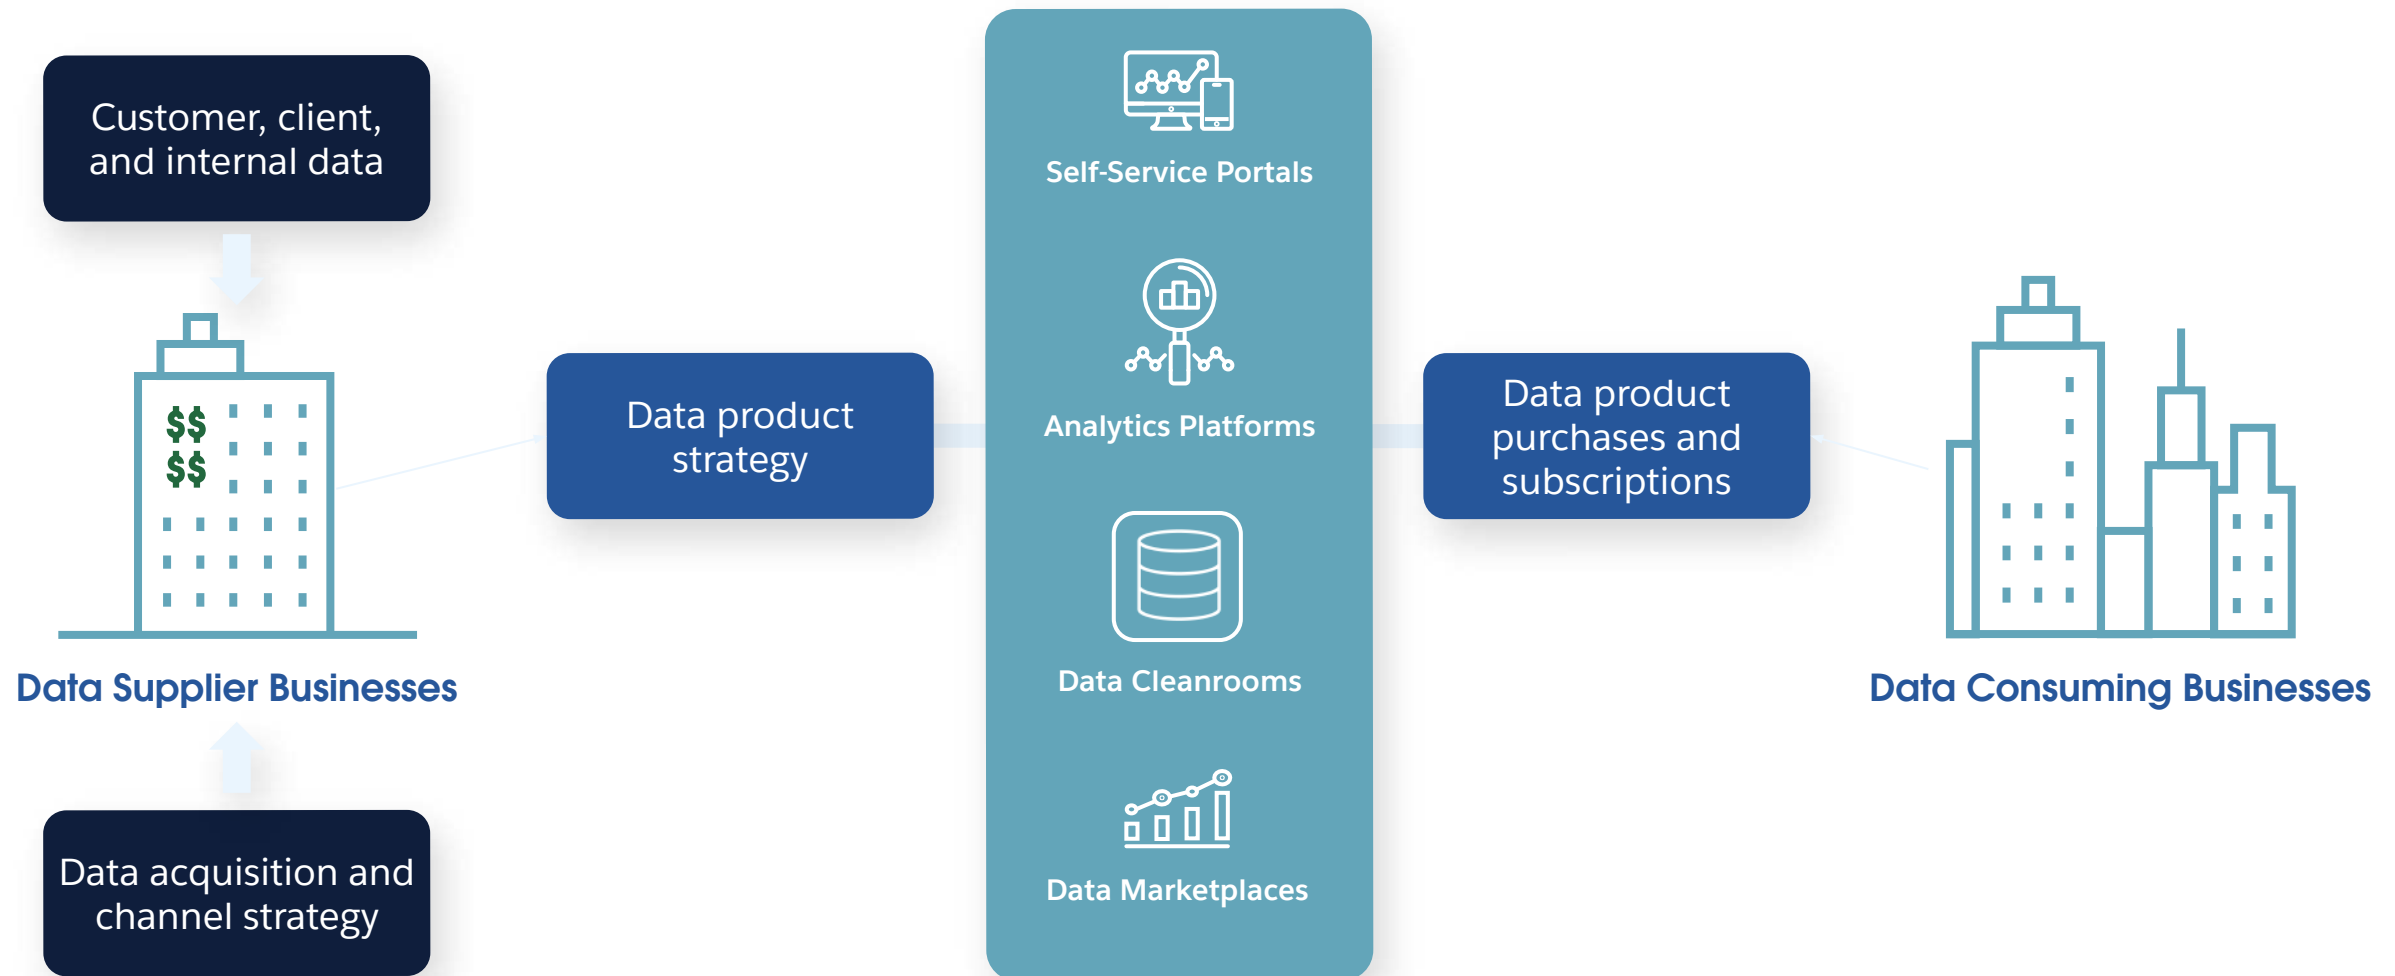 Customer, client,
and internal data
$$
$$
Data Supplier Businesses
Data acquisition and
channel strategy
Data product
strategy
Self-Service Portals
Analytics Platforms
Data Cleanrooms
Data Marketplaces
Data product
purchases and
subscriptions
Data Consuming Businesses